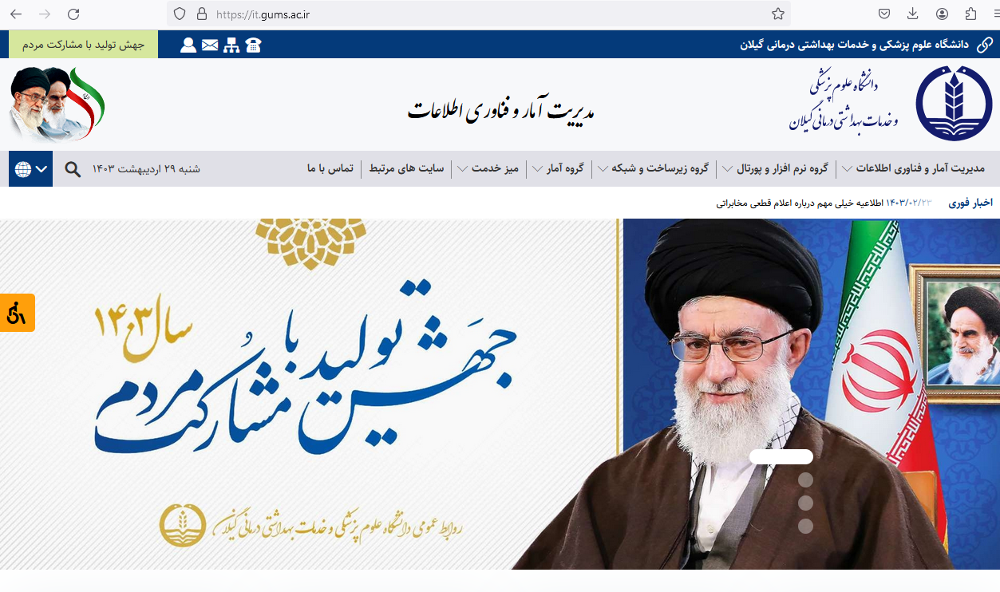 https://it.gums.ac.ir
دانشگاه علوم پزشکی و خدمات بهداشتی درمانی گیلان
جهش تولید با مشارکت مردم
دانشگاه علوم پزشکی
و خدمات بهداشتی درمانی گیلان
مدیریت آمار و فناوری اطلاعات
مدیریت آمار و فناوری اطلاعات
گروه نرم افزار و پورتال
گروه زیرساخت و شبکه
گروه آمار
میز خدمت
سایت های مرتبط
تماس با ما
شنبه ۲۹ اردیبهشت ۱۴۰۳
اخبار فوری
۱۴۰۳/۰۲/۲۳ اطلاعیه خیلی مهم درباره اعلام قطعی مخابراتی
سال ۱۴۰۳
جهش تولید با
مشارکت مردم
روابط عمومی دانشگاه علوم پزشکی و خدمات بهداشتی درمانی گیلان